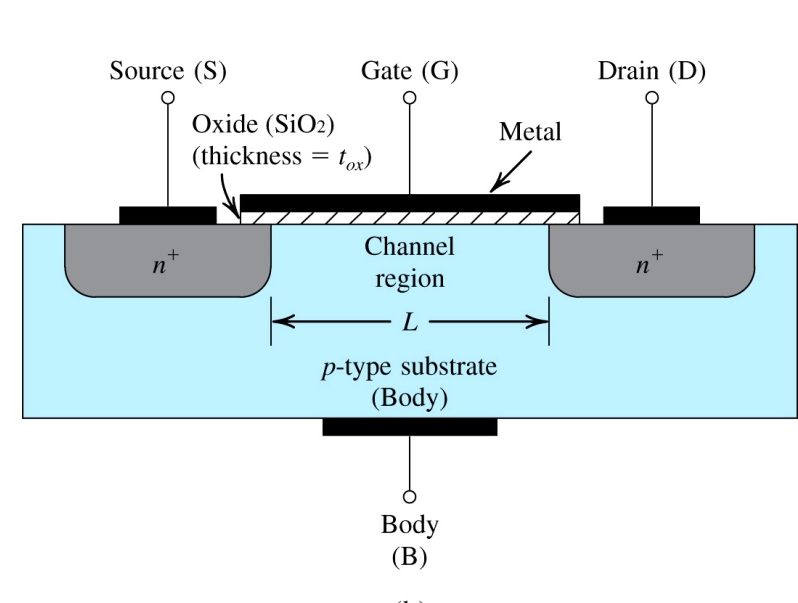 Source (S)
Gate (G)
Drain (D)
Oxide (SiO2)
(thickness = tox)
Metal
n+
Channel
region
n+
L
p-type substrate
(Body)
Body
(B)